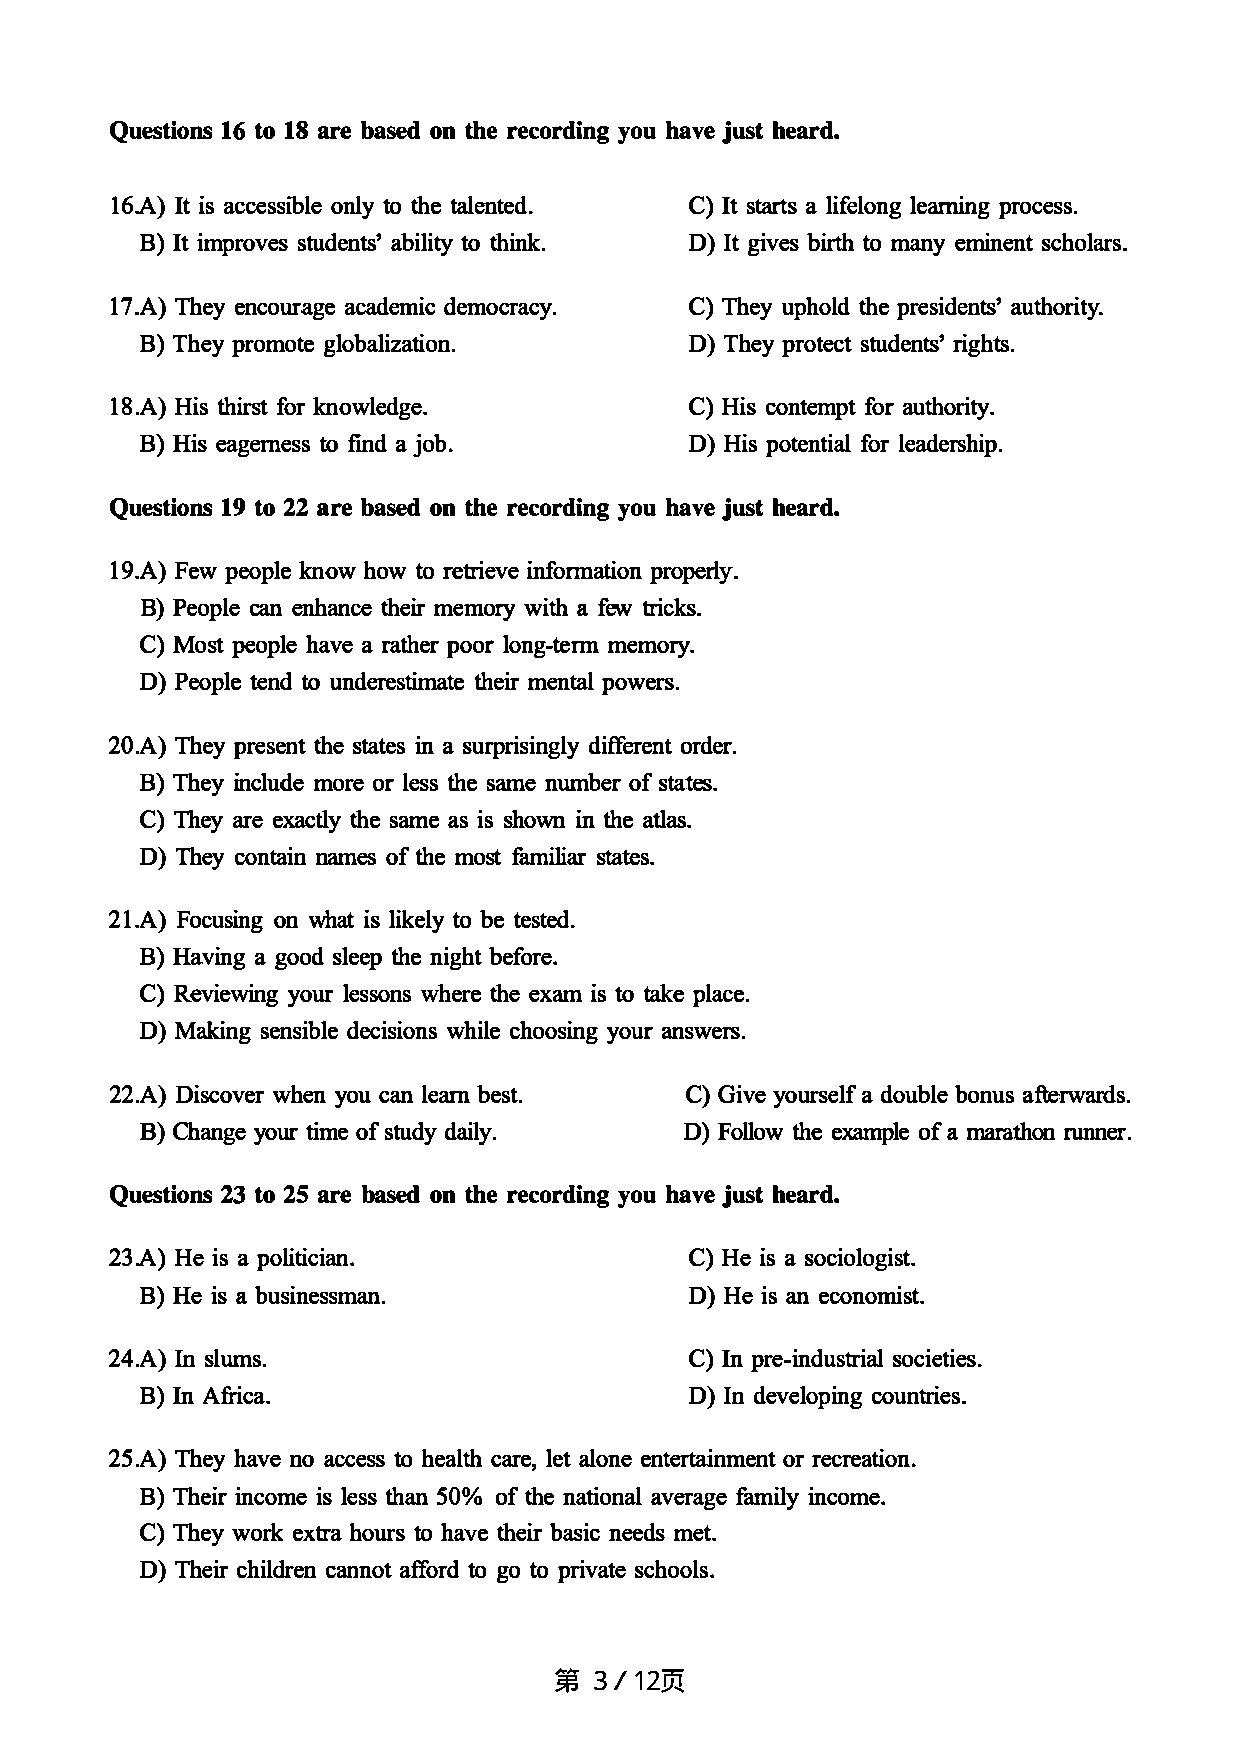 Questions 16 to 18 are based on the recording you have just heard.
16.A) It is accessible only to the talented. C) It starts a lifelong learning process.
B) It improves students' ability to think. D) It gives birth to many eminent scholars.
17.A) They encourage academic democracy. C) They uphold the presidents' authority.
B) They promote globalization. D) They protect students' rights.
18.A) His thirst for knowledge. C) His contempt for authority.
B) His eagerness to find a job. D) His potential for leadership.
Questions 19 to 22 are based on the recording you have just heard.
19.A) Few people know how to retrieve information properly.
B) People can enhance their memory with a few tricks.
C) Most people have a rather poor long-term memory.
D) People tend to underestimate their mental powers.
20.A) They present the states in a surprisingly different order.
B) They include more or less the same number of states.
C) They are exactly the same as is shown in the atlas.
D) They contain names of the most familiar states.
21.A) Focusing on what is likely to be tested.
B) Having a good sleep the night before.
C) Reviewing your lessons where the exam is to take place.
D) Making sensible decisions while choosing your answers.
22.A) Discover when you can learn best. C) Give yourself a double bonus afterwards.
B) Change your time of study daily. D) Follow the example of a marathon runner.
Questions 23 to 25 are based on the recording you have just heard.
23.A) He is a politician. C) He is a sociologist.
B) He is a businessman. D) He is an economist.
24.A) In slums. C) In pre-industrial societies.
B) In Africa. D) In developing countries.
25.A) They have no access to health care, let alone entertainment or recreation.
B) Their income is less than 50% of the national average family income.
C) They work extra hours to have their basic needs met.
D) Their children cannot afford to go to private schools.
第 3 / 12页